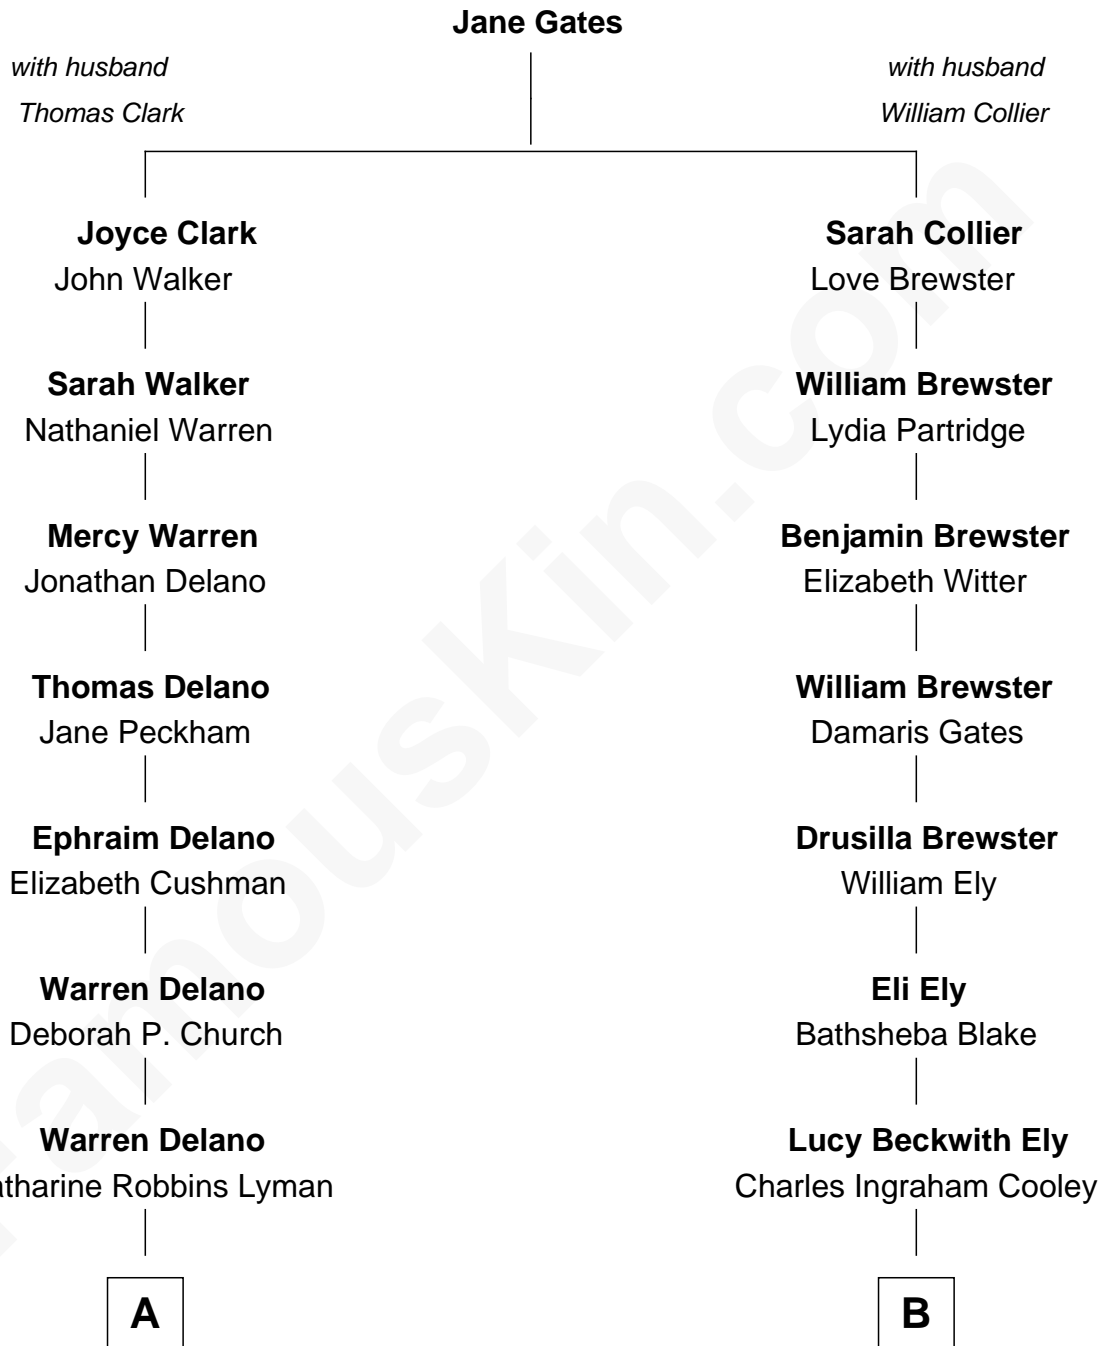 Jane Gates
with husband
Thomas Clark
with husband
William Collier
Joyce Clark
John Walker
Sarah Walker
Nathaniel Warren
Mercy Warren
Jonathan Delano
Thomas Delano
Jane Peckham
Ephraim Delano
Elizabeth Cushman
Warren Delano
Deborah P. Church
Warren Delano
atharine Robbins Lyman
A
Sarah Collier
Love Brewster
William Brewster
Lydia Partridge
Benjamin Brewster
Elizabeth Witter
William Brewster
Damaris Gates
Drusilla Brewster
William Ely
Eli Ely
Bathsheba Blake
Lucy Beckwith Ely
Charles Ingraham Cooley
B
FamousKin.com